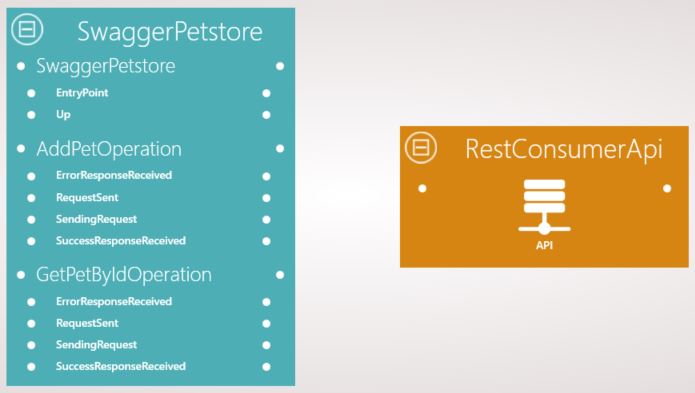 SwaggerPetstore
SwaggerPetstore
EntryPoint
Up
AddPetOperation
ErrorResponseReceived
RequestSent
SendingRequest
SuccessResponseReceived
GetPetByIdOperation
ErrorResponseReceived
RequestSent
SendingRequest
SuccessResponseReceived
RestConsumerApi
API